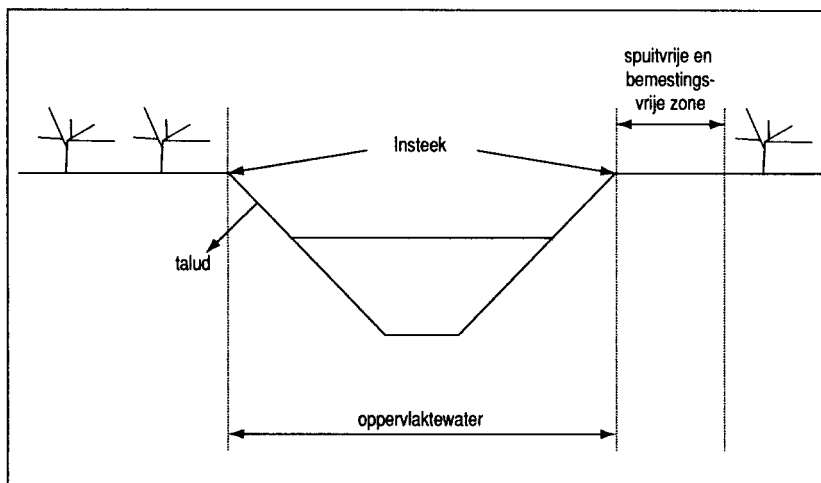 spuitvrije en
bemestings-
vrije zone
Insteek
talud
oppervlaktewater